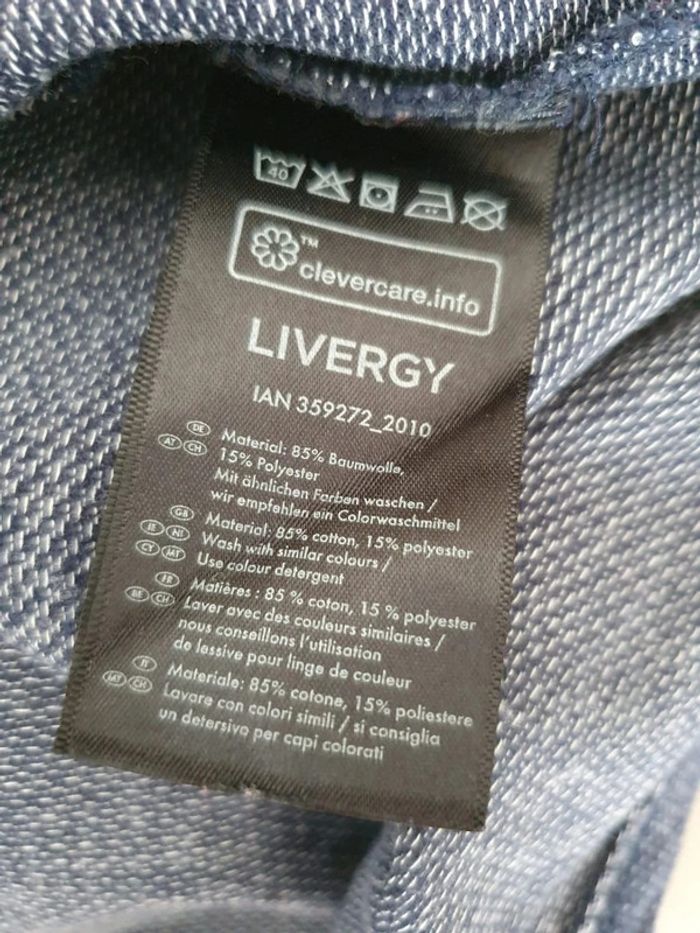 40
™
clevercare.info
LIVERGY
IAN 359272_2010
DE Material: 85% Baumwolle,
AT CH 15% Polyester
Mit ähnlichen Farben waschen /
wir empfehlen ein Colorwaschmittel
GB Material: 85% cotton, 15% polyester
IE NI Wash with similar colours /
CY MT Use colour detergent
FR Matières : 85 % coton, 15 % polyester
BE CH Laver avec des couleurs similaires /
nous conseillons l'utilisation
de lessive pour linge de couleur
IT Materiale: 85% cotone, 15% poliestere
MT CH Lavare con colori simili / si consiglia
un detersivo per capi colorati